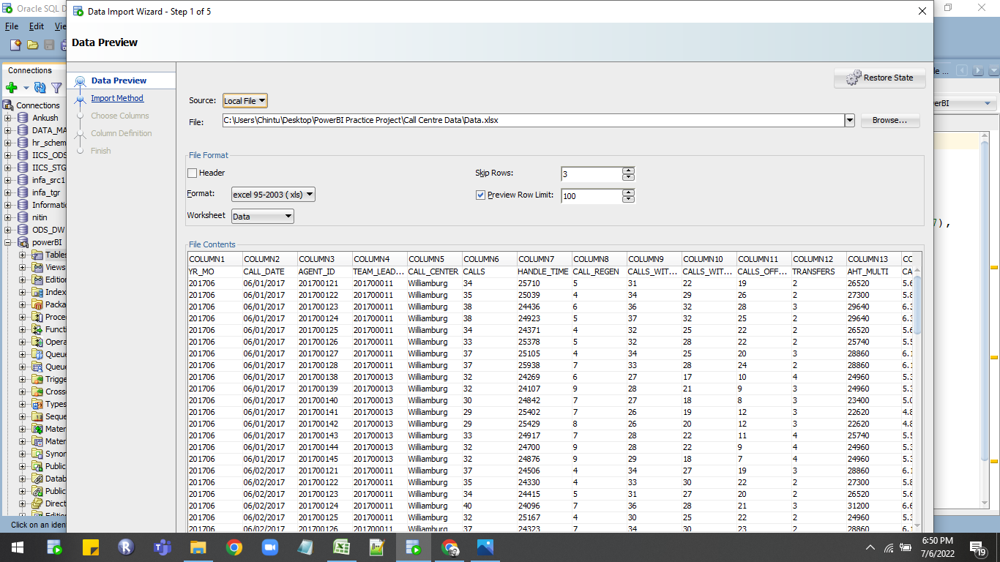 Oracle SQL D
Data Import Wizard - Step 1 of 5
File Edit Vie
Data Preview
Connections
Connections
Ankush
DATA_MA
hr_schem
IICS_ODS
IICS_STG
infa_src1
infa_tgr
Informati
nitin
ODS_DW
powerBI
Tables
Views
Edition
Index
Packa
Proce
Functi
Opera
Queue
Queue
Trigge
Crosse
Types
Seque
Mater
Mater
Synon
Public
Datab
Public
Direct
Click on an iden
Data Preview
Import Method
Choose Columns
Column Definition
Finish
Restore State
Source: Local File
File: C:\Users\Chintu\Desktop\PowerBI Practice Project\Call Centre Data\Data.xlsx Browse...
File Format
Header Skip Rows: 3
Format: excel 95-2003 (xls) Preview Row Limit: 100
Worksheet Data
File Contents
COLUMN1 COLUMN2 COLUMN3 COLUMN4 COLUMN5 COLUMN6 COLUMN7 COLUMN8 COLUMN9 COLUMN10 COLUMN11 COLUMN12 COLUMN13 CO
YR_MO CALL_DATE AGENT_ID TEAM_LEAD... CALL_CENTER CALLS HANDLE_TIME CALL_REGEN CALLS_WIT... CALLS_WIT... CALLS_OFF... TRANSFERS AHT_MULTI CA
201706 06/01/2017 201700121 201700011 Williamburg 34 25710 5 31 22 19 2 26520 5.6
201706 06/01/2017 201700122 201700011 Williamburg 35 25039 4 34 29 26 2 27300 5.8
201706 06/01/2017 201700123 201700011 Williamburg 38 24436 6 36 32 28 3 29640 6.3
201706 06/01/2017 201700124 201700011 Williamburg 38 24923 5 37 32 25 2 29640 6.3
201706 06/01/2017 201700125 201700011 Williamburg 34 24371 4 32 25 22 2 26520 5.6
201706 06/01/2017 201700126 201700011 Williamburg 33 25378 5 32 28 22 2 25740 5.5
201706 06/01/2017 201700127 201700011 Williamburg 37 25105 4 34 25 20 3 28860 6.1
201706 06/01/2017 201700128 201700011 Williamburg 37 25938 7 33 28 24 2 28860 6.1
201706 06/01/2017 201700138 201700013 Williamburg 32 24269 6 27 17 10 4 24960 5.3
201706 06/01/2017 201700139 201700013 Williamburg 32 24107 9 28 21 9 3 24960 5.3
201706 06/01/2017 201700140 201700013 Williamburg 30 24842 7 27 18 8 3 23400 5.0
201706 06/01/2017 201700141 201700013 Williamburg 29 25402 7 26 19 12 3 22620 4.8
201706 06/01/2017 201700142 201700013 Williamburg 29 25429 8 26 20 12 3 22620 4.8
201706 06/01/2017 201700143 201700013 Williamburg 33 24917 7 28 22 11 4 25740 5.5
201706 06/01/2017 201700144 201700013 Williamburg 32 24700 9 28 22 9 4 24960 5.3
201706 06/01/2017 201700145 201700013 Williamburg 32 24876 9 29 18 7 4 24960 5.3
201706 06/02/2017 201700121 201700011 Williamburg 37 24506 4 34 27 19 3 28860 6.1
201706 06/02/2017 201700122 201700011 Williamburg 35 24330 4 33 30 22 2 27300 5.8
201706 06/02/2017 201700123 201700011 Williamburg 34 24415 5 31 27 20 2 26520 5.6
201706 06/02/2017 201700124 201700011 Williamburg 40 24096 7 36 28 21 3 31200 6.6
201706 06/02/2017 201700125 201700011 Williamburg 32 25167 4 30 25 22 2 24960 5.3
201706 06/02/2017 201700126 201700011 Williamburg 37 24323 7 34 30 23 2 28860 6.1
le ...
erBI
7),
6:50 PM
7/6/2022
19